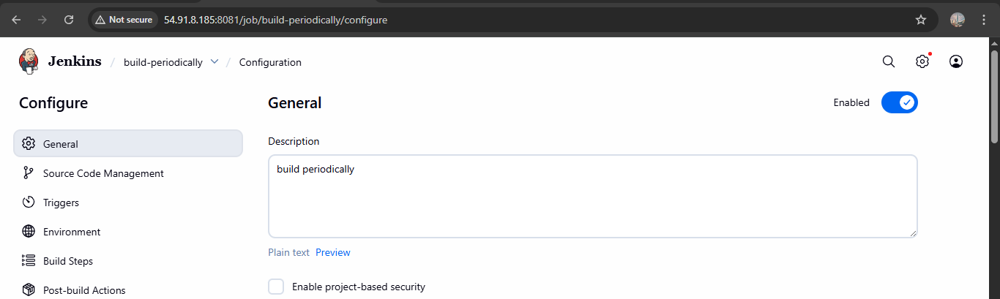 Not secure 54.91.8.185:8081/job/build-periodically/configure
Jenkins / build-periodically / Configuration
Configure
General
Source Code Management
Triggers
Environment
Build Steps
Post-build Actions
General
Enabled
Description
build periodically
Plain text Preview
Enable project-based security